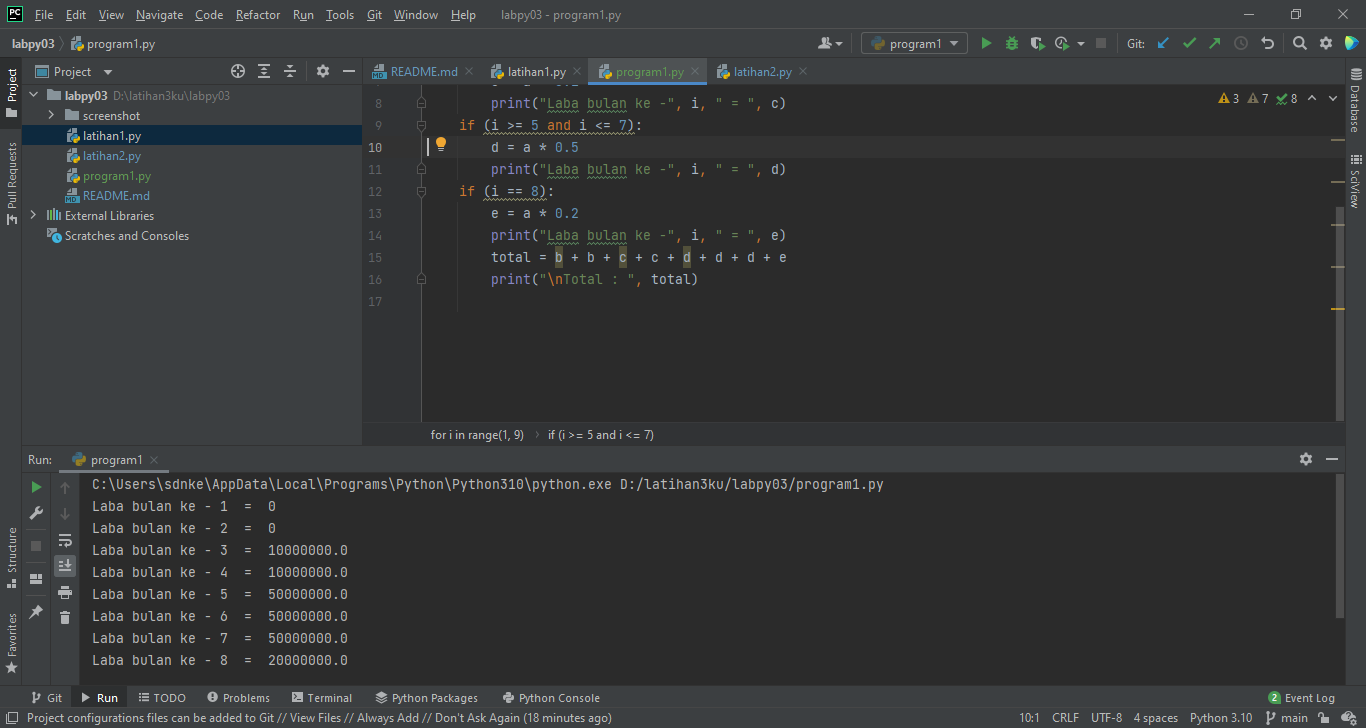 PC File Edit View Navigate Code Refactor Run Tools Git Window Help labpy03 - program1.py
labpy03 program1.py program1 Git:
Project README.md latihan1.py program1.py latihan2.py
labpy03 D:\latihan3ku\labpy03
screenshot
latihan1.py
latihan2.py
program1.py
README.md
External Libraries
Scratches and Consoles
Project
Pull Requests
Structure
Favorites
3 7 8
8 print("Laba bulan ke -", i, " = ", c)
9 if (i >= 5 and i <= 7):
10 d = a * 0.5
11 print("Laba bulan ke -", i, " = ", d)
12 if (i == 8):
13 e = a * 0.2
14 print("Laba bulan ke -", i, " = ", e)
15 total = b + b + c + c + d + d + d + e
16 print("\nTotal : ", total)
17
for i in range(1, 9) if (i >= 5 and i <= 7)
Database
SciView
Run: program1
C:\Users\sdnke\AppData\Local\Programs\Python\Python310\python.exe D:/latihan3ku/labpy03/program1.py
Laba bulan ke - 1  =  0
Laba bulan ke - 2  =  0
Laba bulan ke - 3  =  10000000.0
Laba bulan ke - 4  =  10000000.0
Laba bulan ke - 5  =  50000000.0
Laba bulan ke - 6  =  50000000.0
Laba bulan ke - 7  =  50000000.0
Laba bulan ke - 8  =  20000000.0
Git Run TODO Problems Terminal Python Packages Python Console 2 Event Log
Project configurations files can be added to Git // View Files // Always Add // Don't Ask Again (18 minutes ago) 10:1 CRLF UTF-8 4 spaces Python 3.10 main